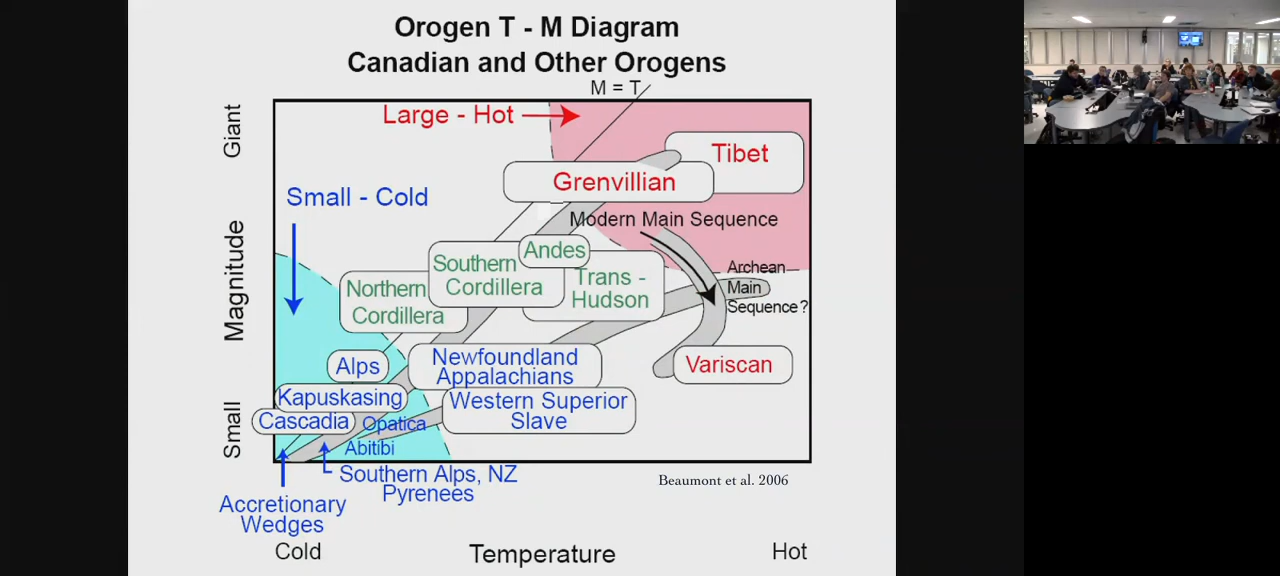 Orogen T - M Diagram
Canadian and Other Orogens
M = T
Giant
Large - Hot
Tibet
Grenvillian
Small - Cold
Modern Main Sequence
Magnitude
Andes
Southern
Cordillera
Trans -
Hudson
Archean
Main
Sequence?
Northern
Cordillera
Alps
Newfoundland
Appalachians
Variscan
Kapuskasing
Western Superior
Slave
Small
Cascadia
Opatica
Abitibi
Southern Alps, NZ
Pyrenees
Beaumont et al. 2006
Accretionary
Wedges
Cold
Temperature
Hot